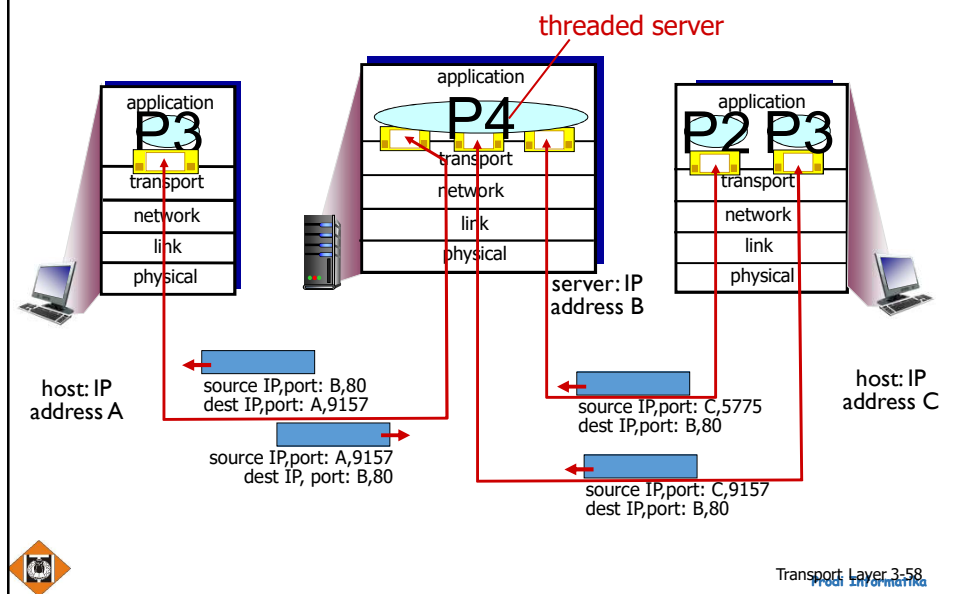 threaded server
application
P3
transport
network
link
physical
application
P4
transport
network
link
physical
application
P2 P3
transport
network
link
physical
server: IP
address B
host: IP
address A
source IP,port: B,80
dest IP,port: A,9157
source IP,port: A,9157
dest IP, port: B,80
source IP,port: C,5775
dest IP,port: B,80
source IP,port: C,9157
dest IP,port: B,80
host: IP
address C
Transport Layer 3-58
Prodi Informatika